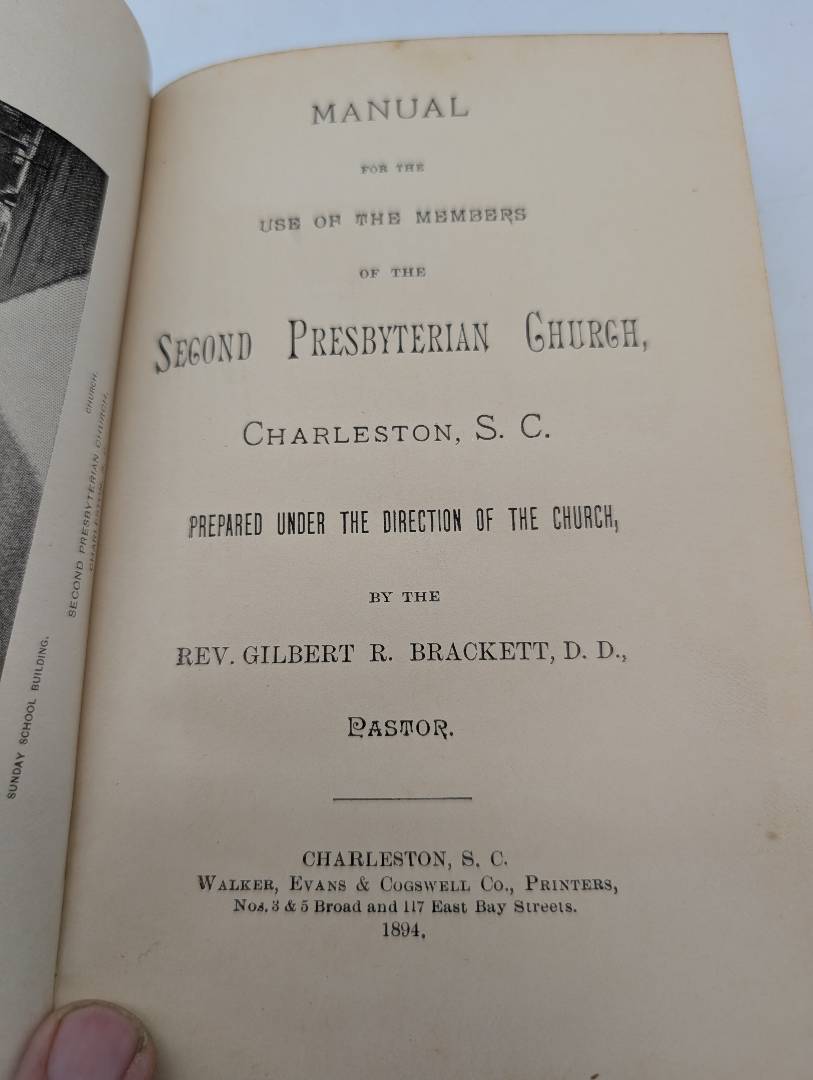 MANUAL
FOR THE
USE OF THE MEMBERS
OF THE
SECOND PRESBYTERIAN CHURCH,
CHARLESTON, S. C.
PREPARED UNDER THE DIRECTION OF THE CHURCH,
BY THE
REV. GILBERT R. BRACKETT, D. D.,
PASTOR.
CHARLESTON, S. C.
WALKER, EVANS & COGSWELL CO., PRINTERS,
Nos. 3 & 5 Broad and 117 East Bay Streets.
1894.
SUNDAY SCHOOL BUILDING.
SECOND PRESBYTERIAN CHURCH,
CHURCH.